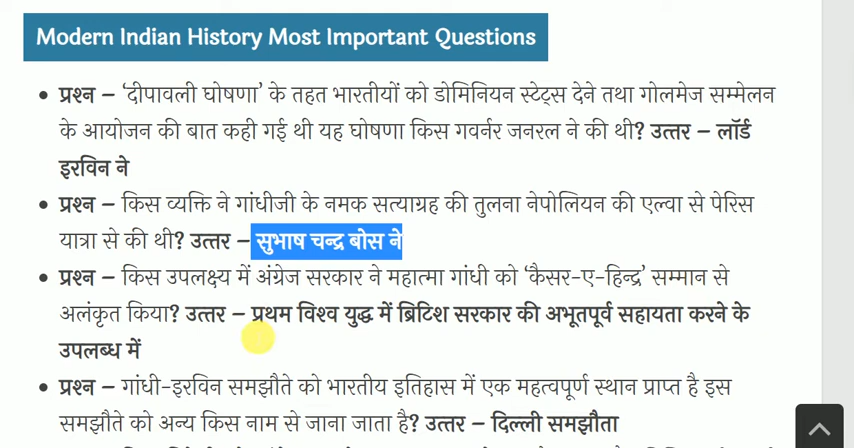 Modern Indian History Most Important Questions
प्रश्न – ‘दीपावली घोषणा’ के तहत भारतीयों को डोमिनियन स्टेट्स देने तथा गोलमेज सम्मेलन
के आयोजन की बात कही गई थी यह घोषणा किस गवर्नर जनरल ने की थी? उत्तर – लॉर्ड
इरविन ने
प्रश्न – किस व्यक्ति ने गांधीजी के नमक सत्याग्रह की तुलना नेपोलियन की एल्वा से पेरिस
यात्रा से की थी? उत्तर – सुभाष चन्द्र बोस ने
प्रश्न – किस उपलक्ष्य में अंग्रेज सरकार ने महात्मा गांधी को ‘कैसर-ए-हिन्द’ सम्मान से
अलंकृत किया? उत्तर – प्रथम विश्व युद्ध में ब्रिटिश सरकार की अभूतपूर्व सहायता करने के
उपलब्ध में
प्रश्न – गांधी-इरविन समझौते को भारतीय इतिहास में एक महत्वपूर्ण स्थान प्राप्त है इस
समझौते को अन्य किस नाम से जाना जाता है? उत्तर – दिल्ली समझौता